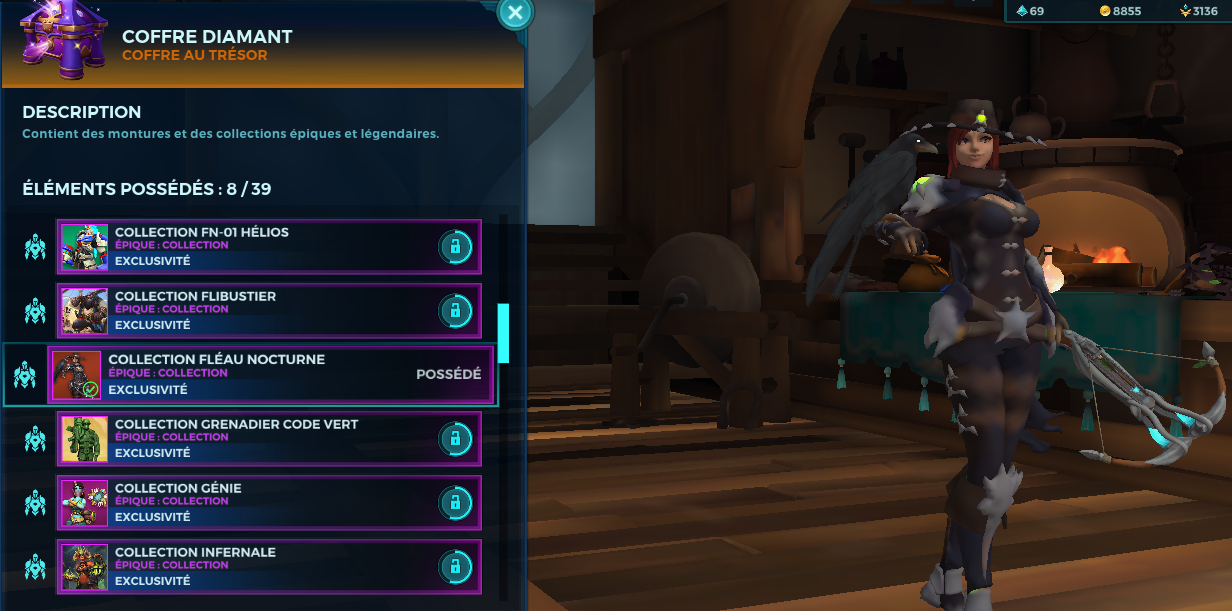 COFFRE DIAMANT
COFFRE AU TRÉSOR
69
8855
3136
DESCRIPTION
Contient des montures et des collections épiques et légendaires.
ÉLÉMENTS POSSÉDÉS : 8 / 39
COLLECTION FN-01 HÉLIOS
ÉPIQUE : COLLECTION
EXCLUSIVITÉ
COLLECTION FLIBUSTIER
ÉPIQUE : COLLECTION
EXCLUSIVITÉ
COLLECTION FLÉAU NOCTURNE
ÉPIQUE : COLLECTION
EXCLUSIVITÉ
POSSÉDÉ
COLLECTION GRENADIER CODE VERT
ÉPIQUE : COLLECTION
EXCLUSIVITÉ
COLLECTION GÉNIE
ÉPIQUE : COLLECTION
EXCLUSIVITÉ
COLLECTION INFERNALE
ÉPIQUE : COLLECTION
EXCLUSIVITÉ